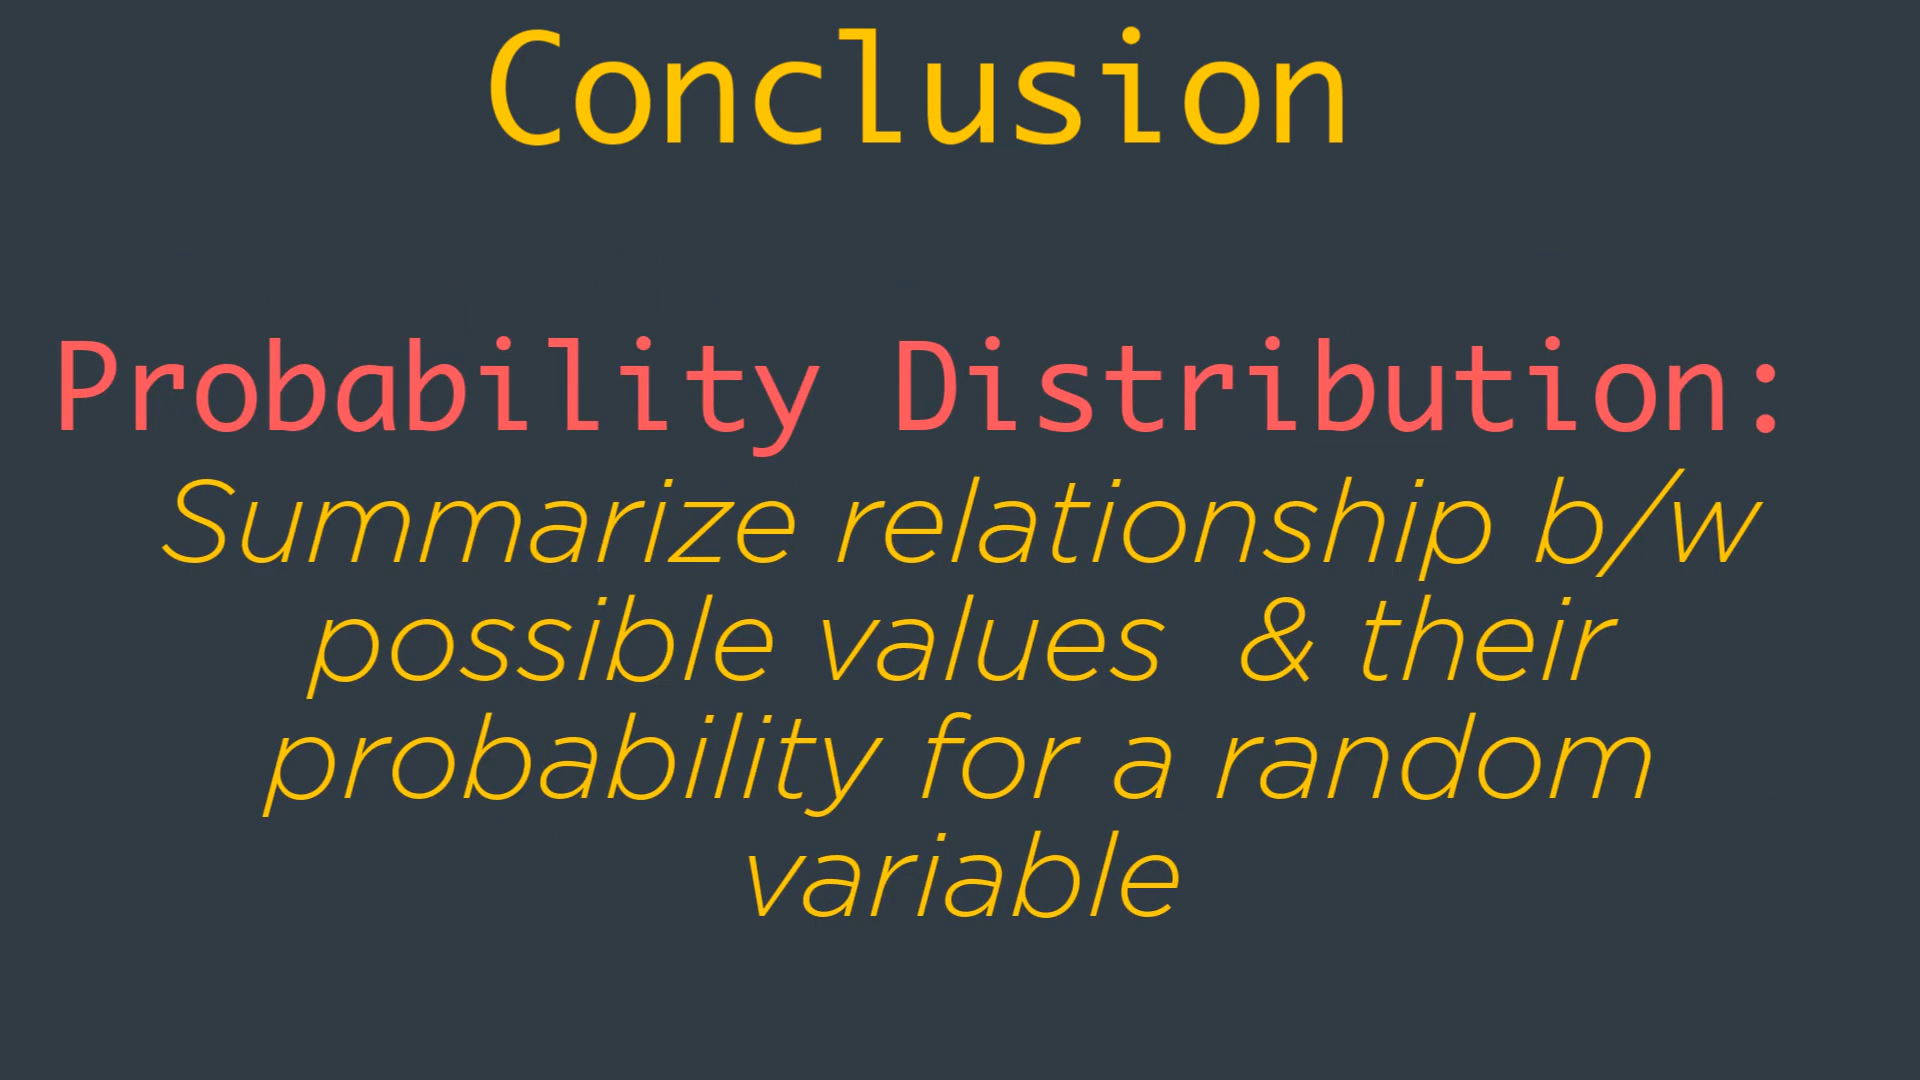 Conclusion
Probability Distribution:
Summarize relationship b/w
possible values & their
probability for a random
variable